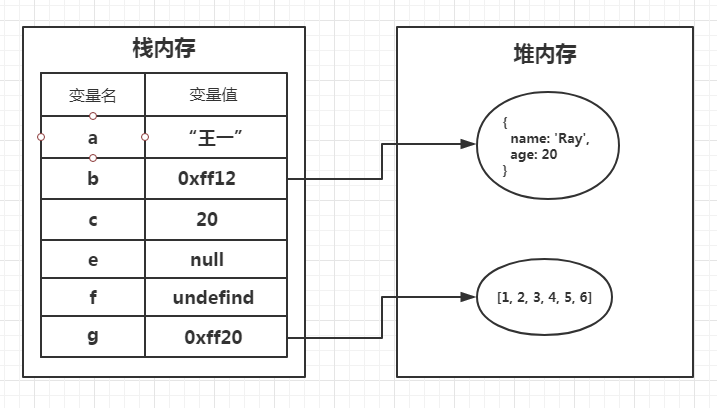 栈内存
变量名 变量值
a “王一”
b 0xff12
c 20
e null
f undefind
g 0xff20
堆内存
{
name: 'Ray',
age: 20
}
[1, 2, 3, 4, 5, 6]